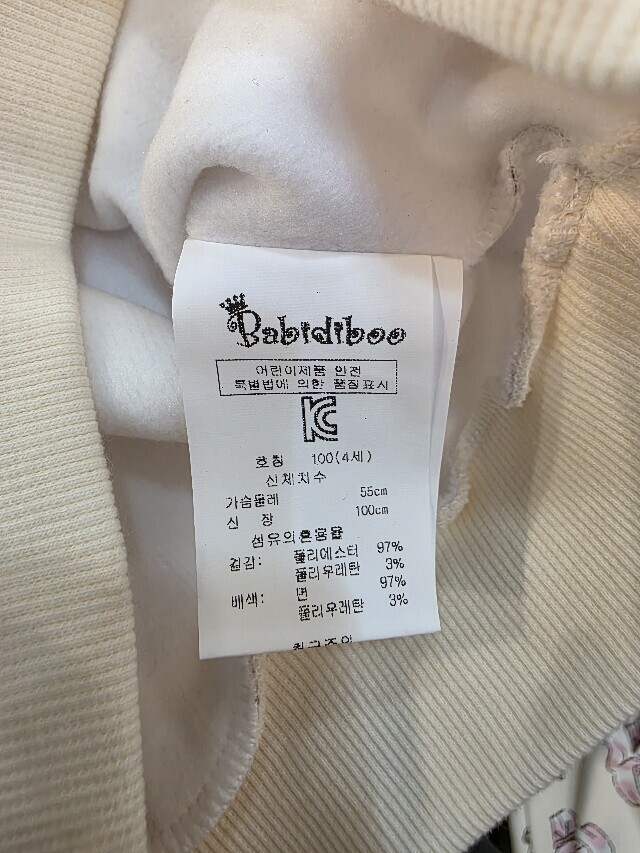 Babidiboo
어린이제품 안전
특별법에 의한 품질표시
KC
호칭 100(4세)
신체치수
가슴둘레 55cm
신 장 100cm
섬유의혼용율
겉감: 폴리에스터 97%
폴리우레탄 3%
배색: 면 97%
폴리우레탄 3%